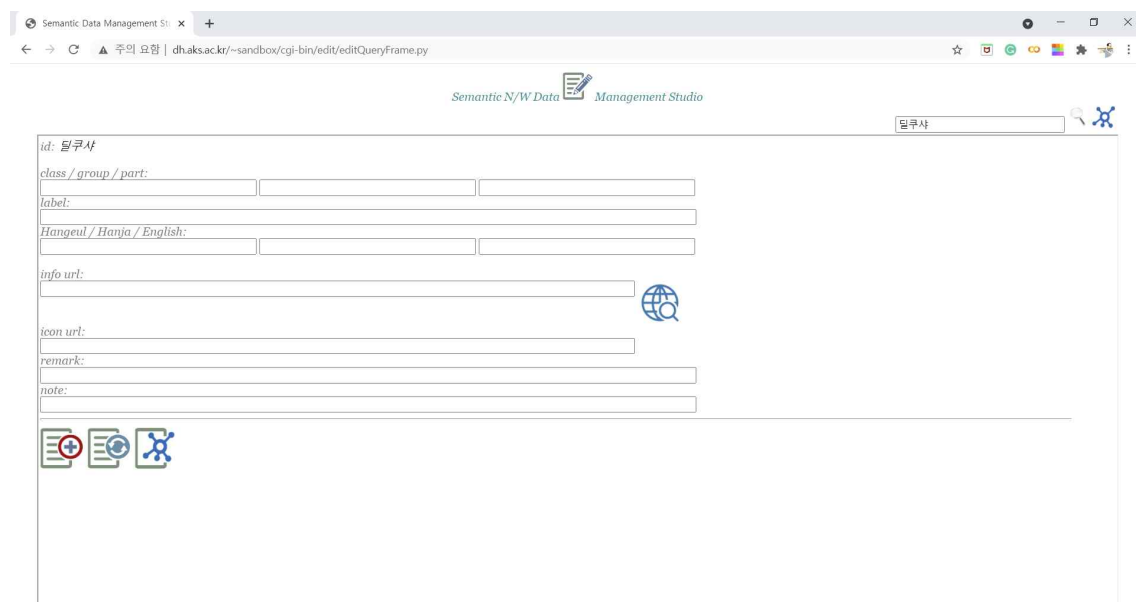 Semantic Data Management St
주의 요함 | dh.aks.ac.kr/~sandbox/cgi-bin/edit/editQueryFrame.py
Semantic N/W Data Management Studio
딜쿠샤
id: 딜쿠샤
class / group / part:
label:
Hangeul / Hanja / English:
info url:
icon url:
remark:
note: